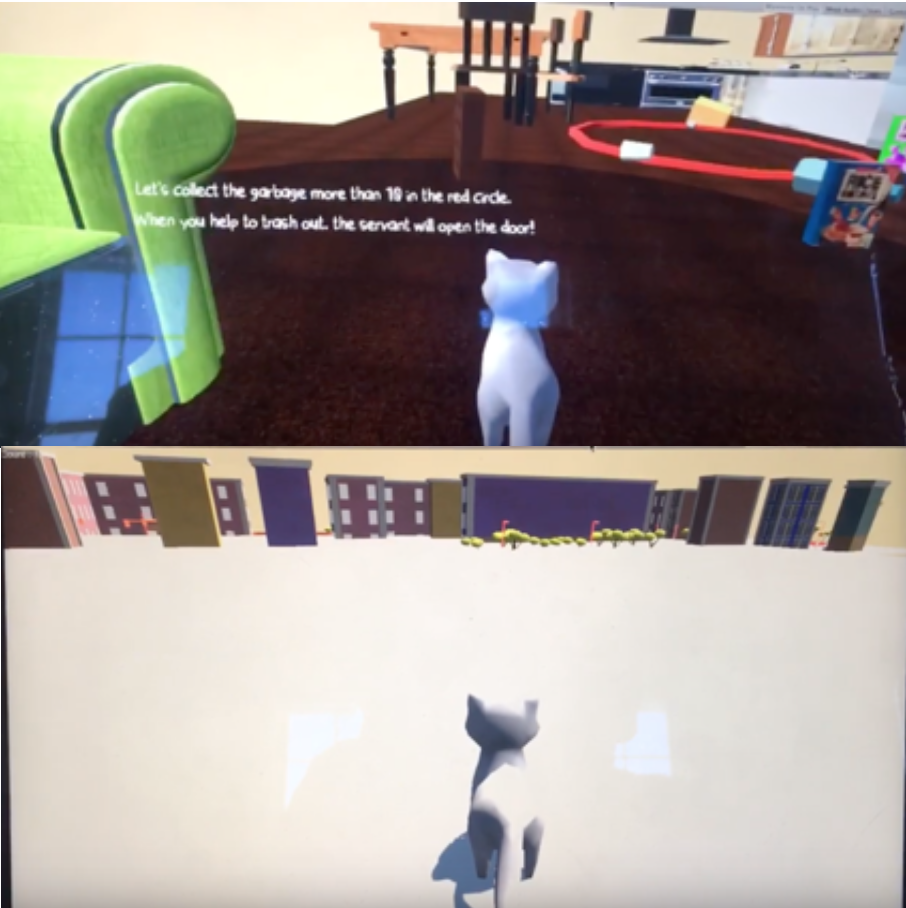 Let's collect the garbage more than 10 in the red circle.
When you help to trash out. the servant will open the door!